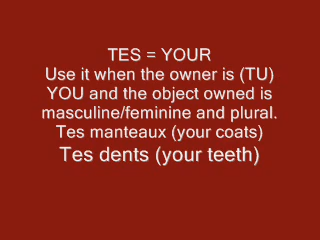 TES = YOUR
Use it when the owner is (TU)
YOU and the object owned is
masculine/feminine and plural.
Tes manteaux (your coats)
Tes dents (your teeth)